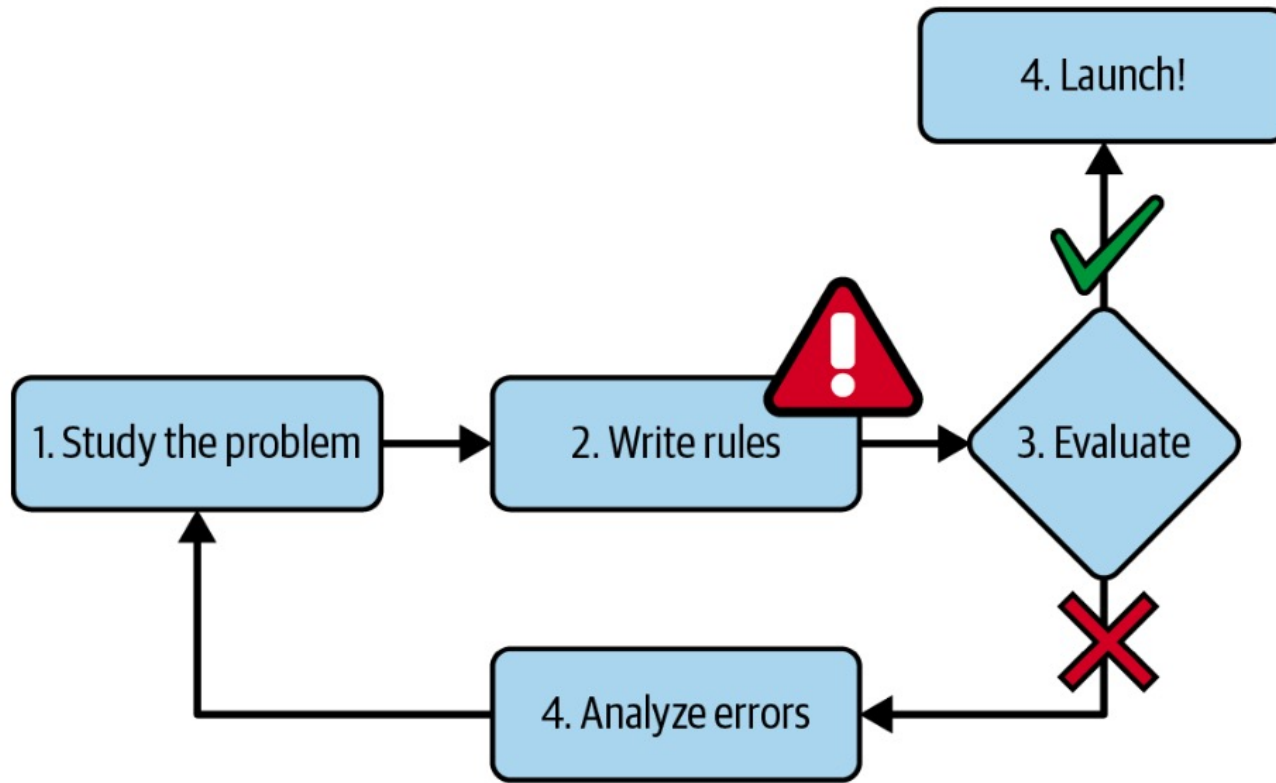 4. Launch!
1. Study the problem
2. Write rules
3. Evaluate
4. Analyze errors